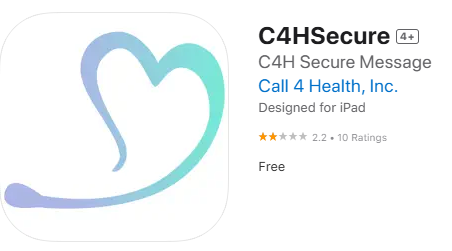 C4HSecure 4+
C4H Secure Message
Call 4 Health, Inc.
Designed for iPad
2.2 • 10 Ratings
Free